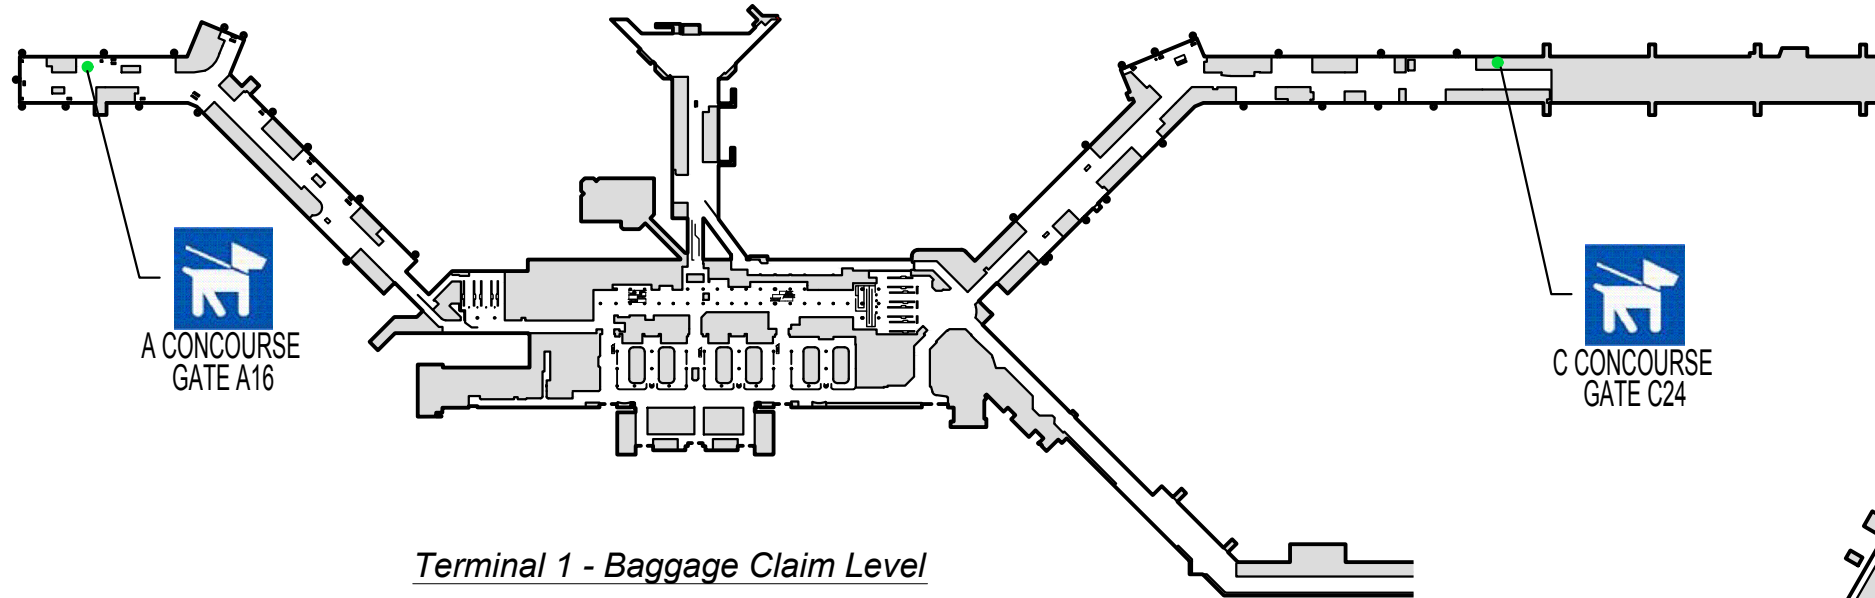 A CONCOURSE
GATE A16
C CONCOURSE
GATE C24
Terminal 1 - Baggage Claim Level